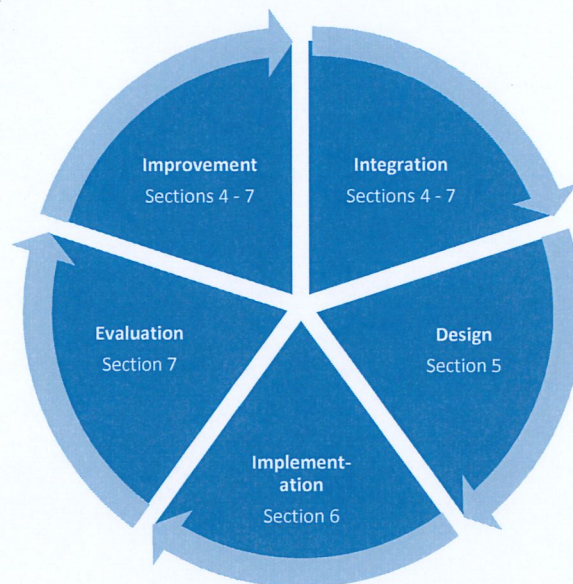 Improvement
Sections 4 - 7
Integration
Sections 4 - 7
Evaluation
Section 7
Design
Section 5
Implement-
ation
Section 6